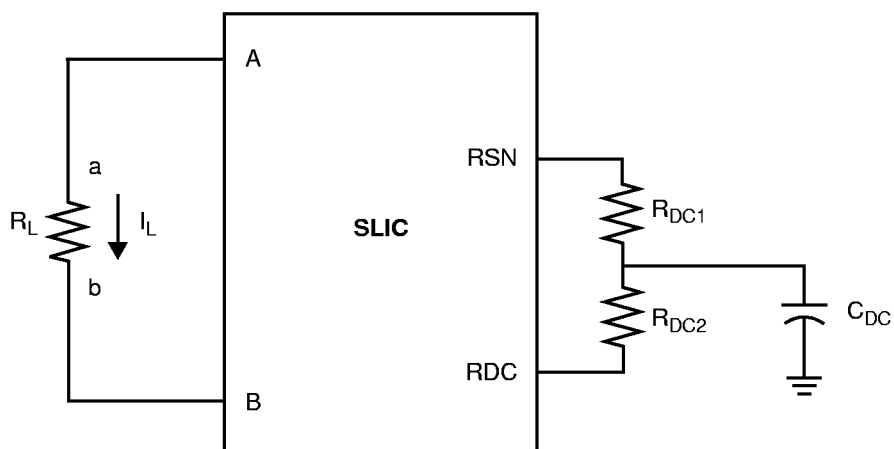 A
a
R_L
I_L
b
B
SLIC
RSN
R_DC1
R_DC2
RDC
C_DC